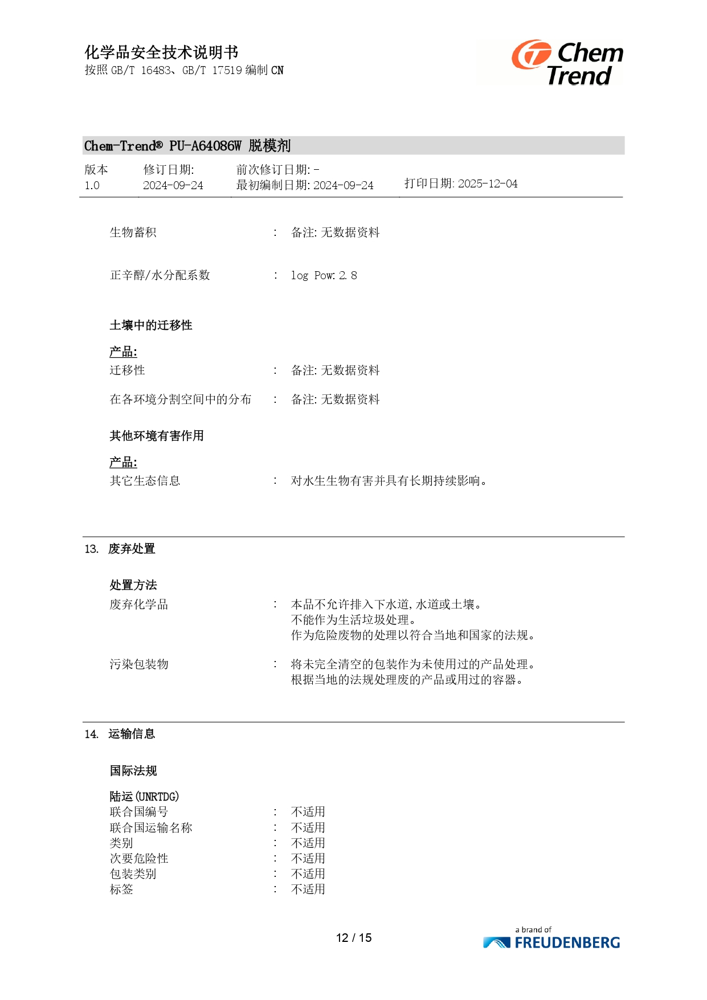 化学品安全技术说明书
按照 GB/T 16483、GB/T 17519 编制 CN
Chem
Trend
Chem-Trend® PU-A64086W 脱模剂
版本
1.0
修订日期:
2024-09-24
前次修订日期: -
最初编制日期: 2024-09-24
打印日期: 2025-12-04
生物蓄积 : 备注: 无数据资料
正辛醇/水分配系数 : log Pow: 2.8
土壤中的迁移性
产品:
迁移性 : 备注: 无数据资料
在各环境分割空间中的分布 : 备注: 无数据资料
其他环境有害作用
产品:
其它生态信息 : 对水生生物有害并具有长期持续影响。
13. 废弃处置
处置方法
废弃化学品 : 本品不允许排入下水道, 水道或土壤。
不能作为生活垃圾处理。
作为危险废物的处理以符合当地和国家的法规。
污染包装物 : 将未完全清空的包装作为未使用过的产品处理。
根据当地的法规处理废的产品或用过的容器。
14. 运输信息
国际法规
陆运(UNRTDG)
联合国编号 : 不适用
联合国运输名称 : 不适用
类别 : 不适用
次要危险性 : 不适用
包装类别 : 不适用
标签 : 不适用
12 / 15
a brand of
FREUDENBERG